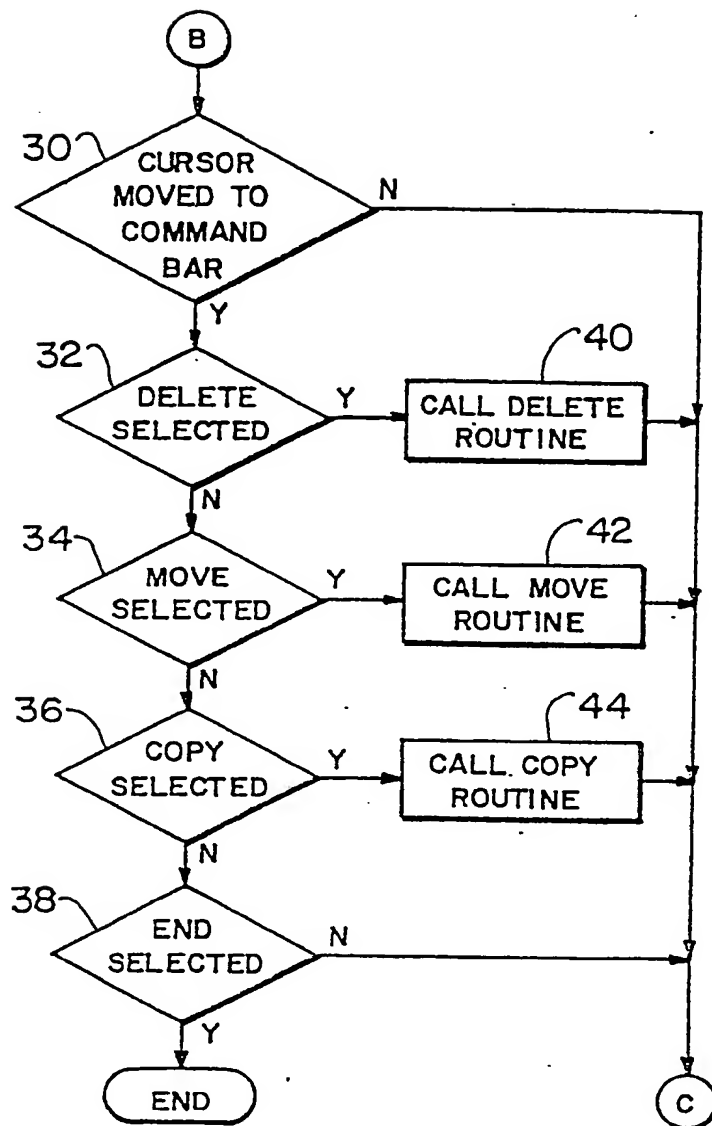 B
30
CURSOR
MOVED TO
COMMAND
BAR
N
Y
32
DELETE
SELECTED
Y
40
CALL DELETE
ROUTINE
N
34
MOVE
SELECTED
Y
42
CALL MOVE
ROUTINE
N
36
COPY
SELECTED
Y
44
CALL COPY
ROUTINE
N
38
END
SELECTED
N
Y
END
C